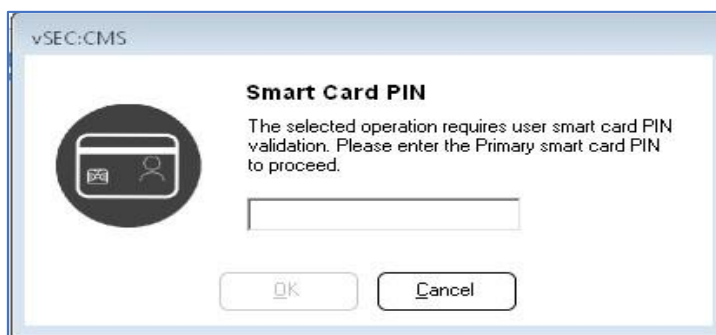 vSEC:CMS
Smart Card PIN
The selected operation requires user smart card PIN
validation. Please enter the Primary smart card PIN
to proceed.
OK
Cancel